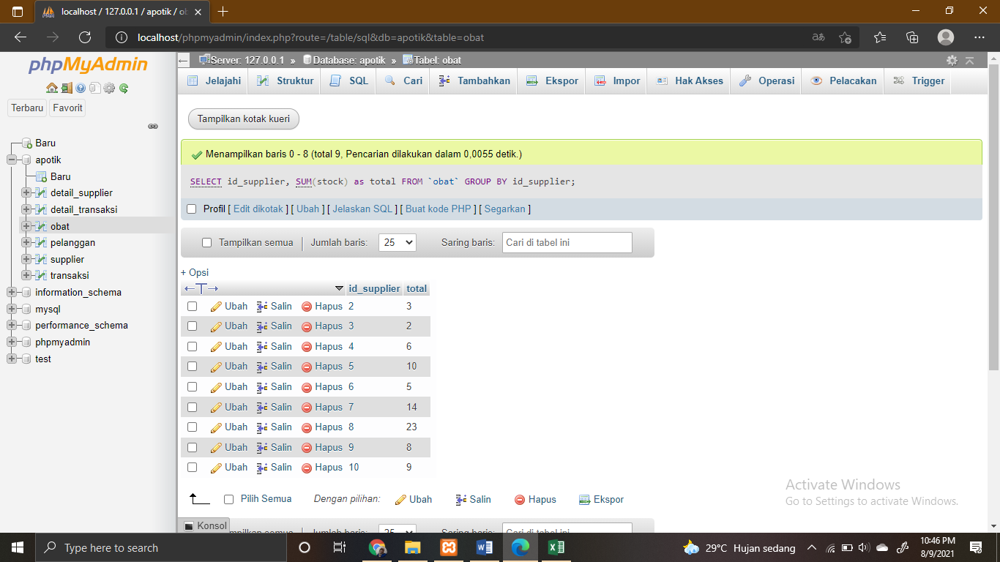 localhost / 127.0.0.1 / apotik / ob
localhost/phpmyadmin/index.php?route=/table/sql&db=apotik&table=obat
phpMyAdmin
Terbaru Favorit
Baru
apotik
Baru
detail_supplier
detail_transaksi
obat
pelanggan
supplier
transaksi
information_schema
mysql
performance_schema
phpmyadmin
test
Server: 127.0.0.1 » Database: apotik » Tabel: obat
Jelajahi Struktur SQL Cari Tambahkan Ekspor Impor Hak Akses Operasi Pelacakan Trigger
Tampilkan kotak kueri
Menampilkan baris 0 - 8 (total 9, Pencarian dilakukan dalam 0,0055 detik.)
SELECT id_supplier, SUM(stock) as total FROM `obat` GROUP BY id_supplier;
Profil [ Edit dikotak ] [ Ubah ] [ Jelaskan SQL ] [ Buat kode PHP ] [ Segarkan ]
Tampilkan semua | Jumlah baris: 25 Saring baris: Cari di tabel ini
+ Opsi
id_supplier total
Ubah Salin Hapus 2 3
Ubah Salin Hapus 3 2
Ubah Salin Hapus 4 6
Ubah Salin Hapus 5 10
Ubah Salin Hapus 6 5
Ubah Salin Hapus 7 14
Ubah Salin Hapus 8 23
Ubah Salin Hapus 9 8
Ubah Salin Hapus 10 9
Pilih Semua Dengan pilihan: Ubah Salin Hapus Ekspor
Konsol
mpilkan semua | Jumlah baris: 25 Saring baris: Cari di tabel ini
Activate Windows
Go to Settings to activate Windows.
Type here to search
29°C Hujan sedang
10:46 PM
8/9/2021